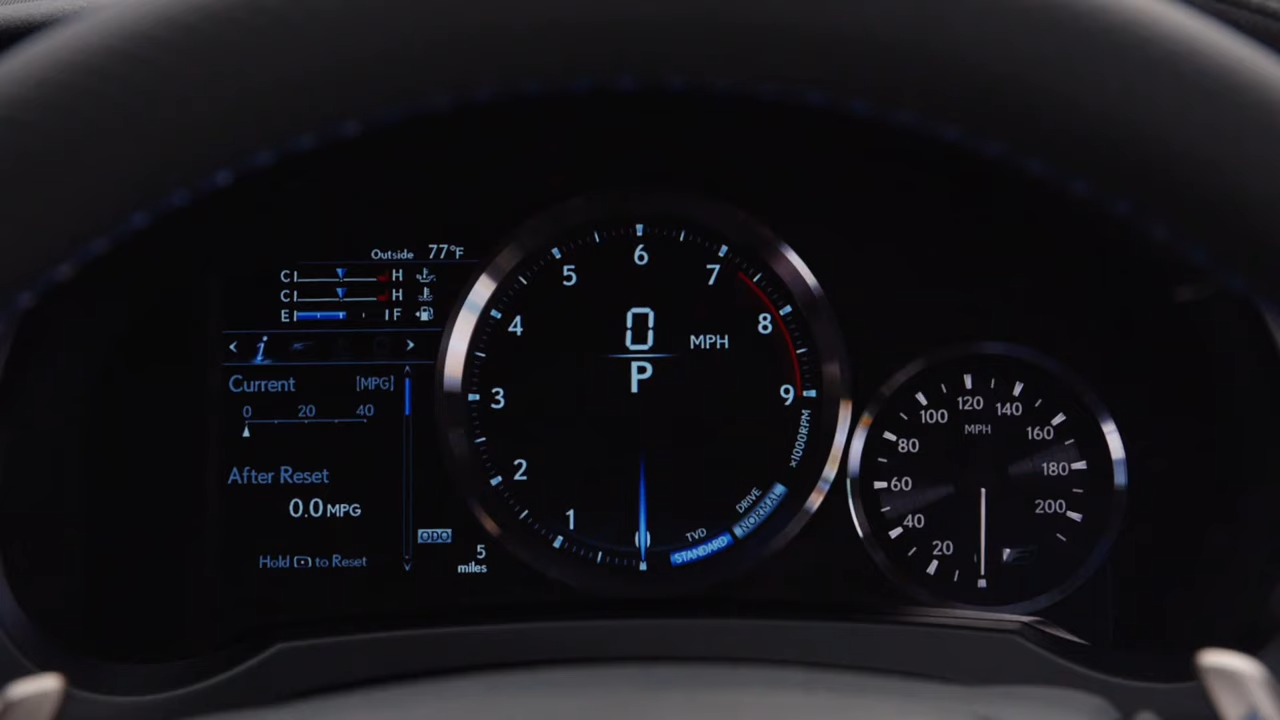 Outside 77°F
C H
C H
E F
i
Current [MPG]
0 20 40
After Reset
0.0 MPG
Hold to Reset
ODO
5
miles
0 MPH
P
1
2
3
4
5
6
7
8
9
×1000RPM
DRIVE
NORMAL
TVD
STANDARD
20
40
60
80
100
120
140
160
180
200
MPH